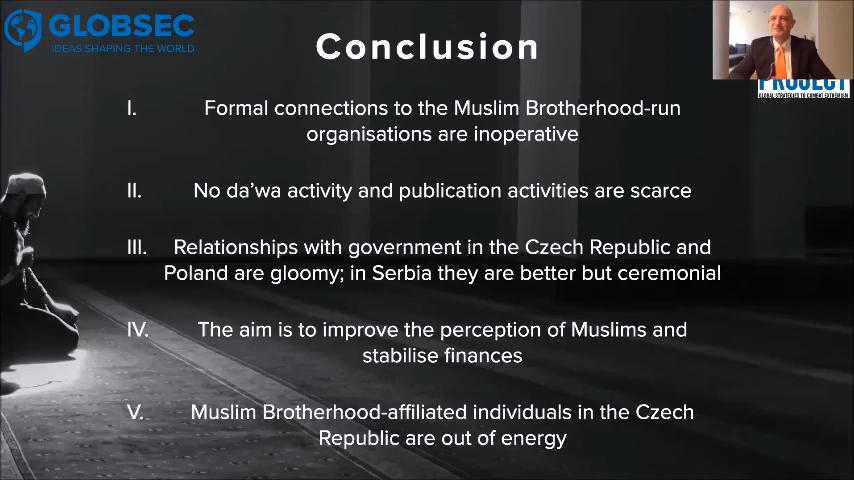 GLOBSEC
IDEAS SHAPING THE WORLD
Conclusion
PROJECT
GLOBAL STRATEGIES TO COMBAT EXTREMISM
I. Formal connections to the Muslim Brotherhood-run
organisations are inoperative
II. No da'wa activity and publication activities are scarce
III. Relationships with government in the Czech Republic and
Poland are gloomy; in Serbia they are better but ceremonial
IV. The aim is to improve the perception of Muslims and
stabilise finances
V. Muslim Brotherhood-affiliated individuals in the Czech
Republic are out of energy